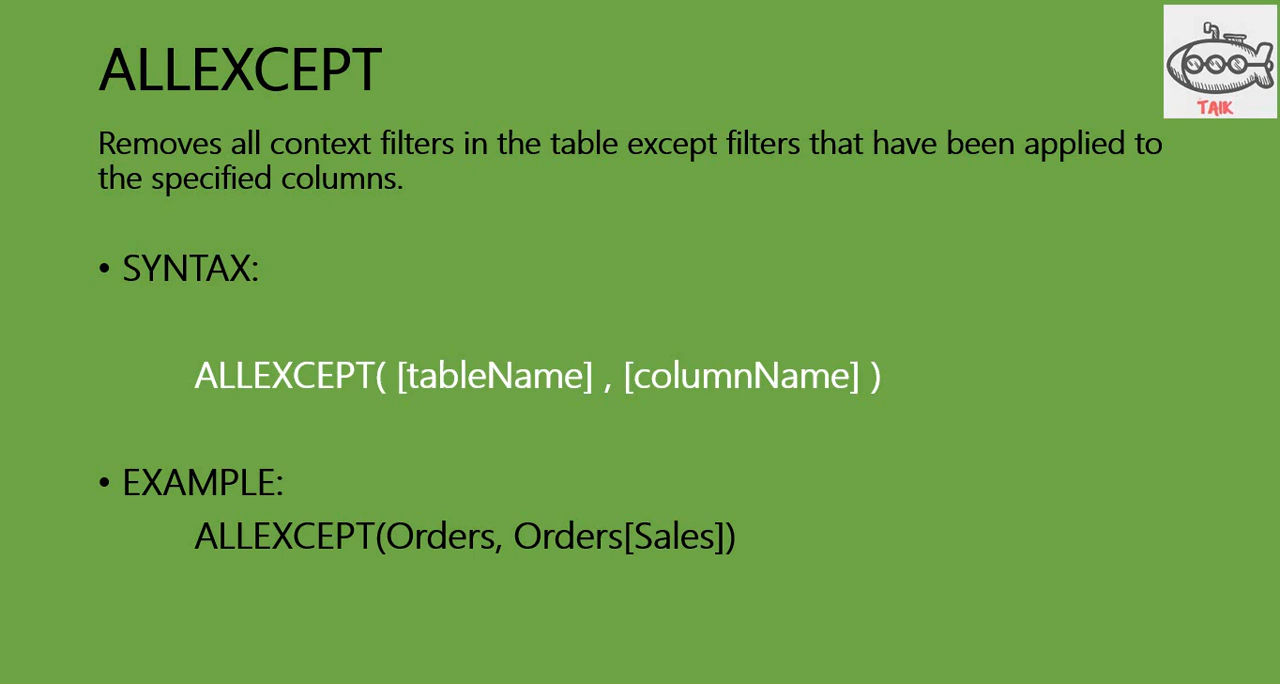 ALLEXCEPT
TAIK
Removes all context filters in the table except filters that have been applied to
the specified columns.
• SYNTAX:
ALLEXCEPT( [tableName] , [columnName] )
• EXAMPLE:
ALLEXCEPT(Orders, Orders[Sales])